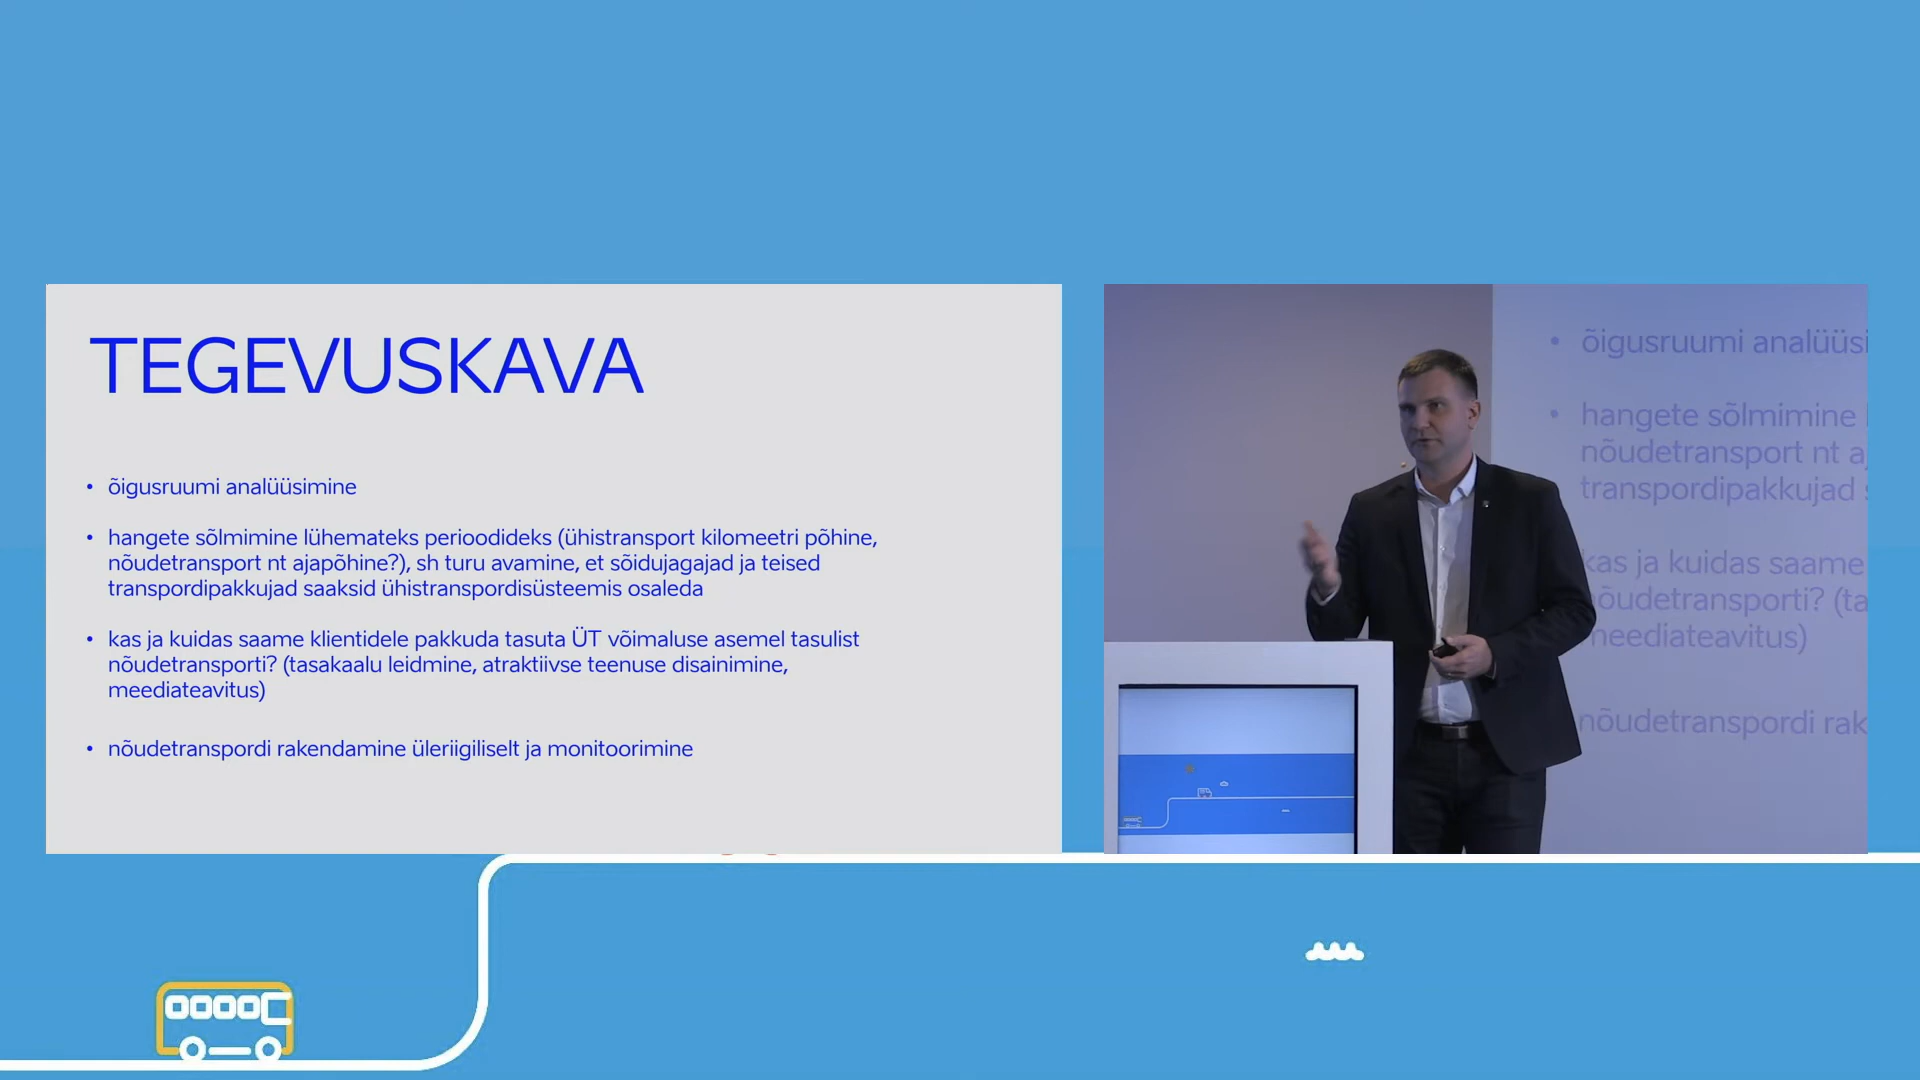 TEGEVUSKAVA
• õigusruumi analüüsimine
• hangete sõlmimine lühemateks perioodideks (ühistransport kilomeetri põhine,
nõudetransport nt ajapõhine?), sh turu avamine, et sõidujagajad ja teised
transpordipakkujad saaksid ühistranspordisüsteemis osaleda
• kas ja kuidas saame klientidele pakkuda tasuta ÜT võimaluse asemel tasulist
nõudetransporti? (tasakaalu leidmine, atraktiivse teenuse disainimine,
meediateavitus)
• nõudetranspordi rakendamine üleriigiliselt ja monitoorimine
• õigusruumi analüüsi
• hangete sõlmimine
nõudetransport nt aj
transpordipakkujad s
kas ja kuidas saame
nõudetransporti? (ta
meediateavitus)
nõudetranspordi rak